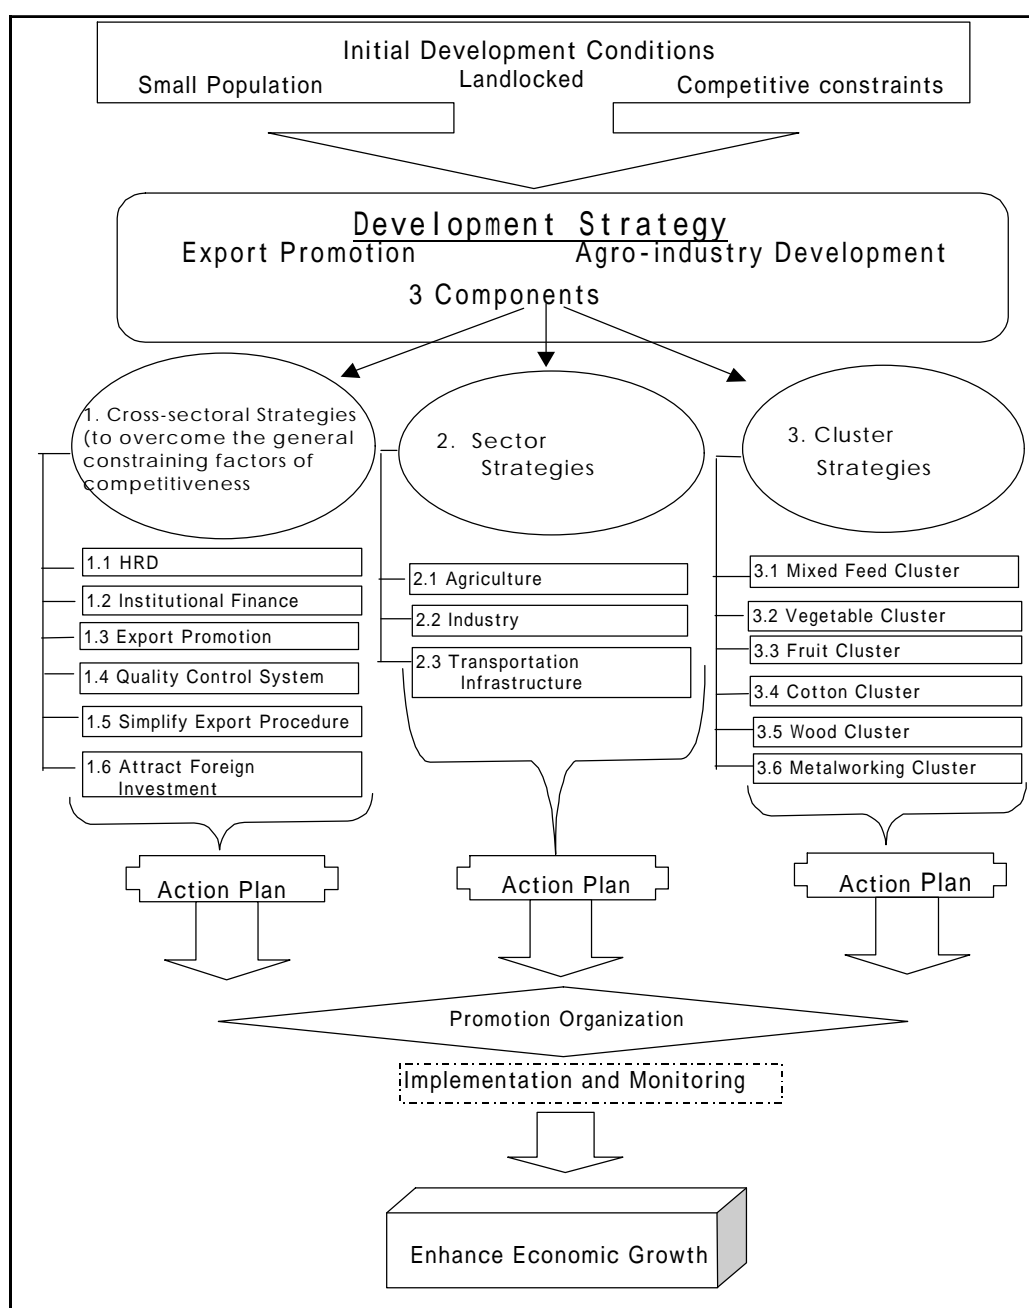 Initial Development Conditions
Small Population Landlocked Competitive constraints
Development Strategy
Export Promotion Agro-industry Development
3 Components
1. Cross-sectoral Strategies
(to overcome the general
constraining factors of
competitiveness
2. Sector
Strategies
3. Cluster
Strategies
1.1 HRD
1.2 Institutional Finance
1.3 Export Promotion
1.4 Quality Control System
1.5 Simplify Export Procedure
1.6 Attract Foreign
Investment
2.1 Agriculture
2.2 Industry
2.3 Transportation
Infrastructure
3.1 Mixed Feed Cluster
3.2 Vegetable Cluster
3.3 Fruit Cluster
3.4 Cotton Cluster
3.5 Wood Cluster
3.6 Metalworking Cluster
Action Plan
Action Plan
Action Plan
Promotion Organization
Implementation and Monitoring
Enhance Economic Growth